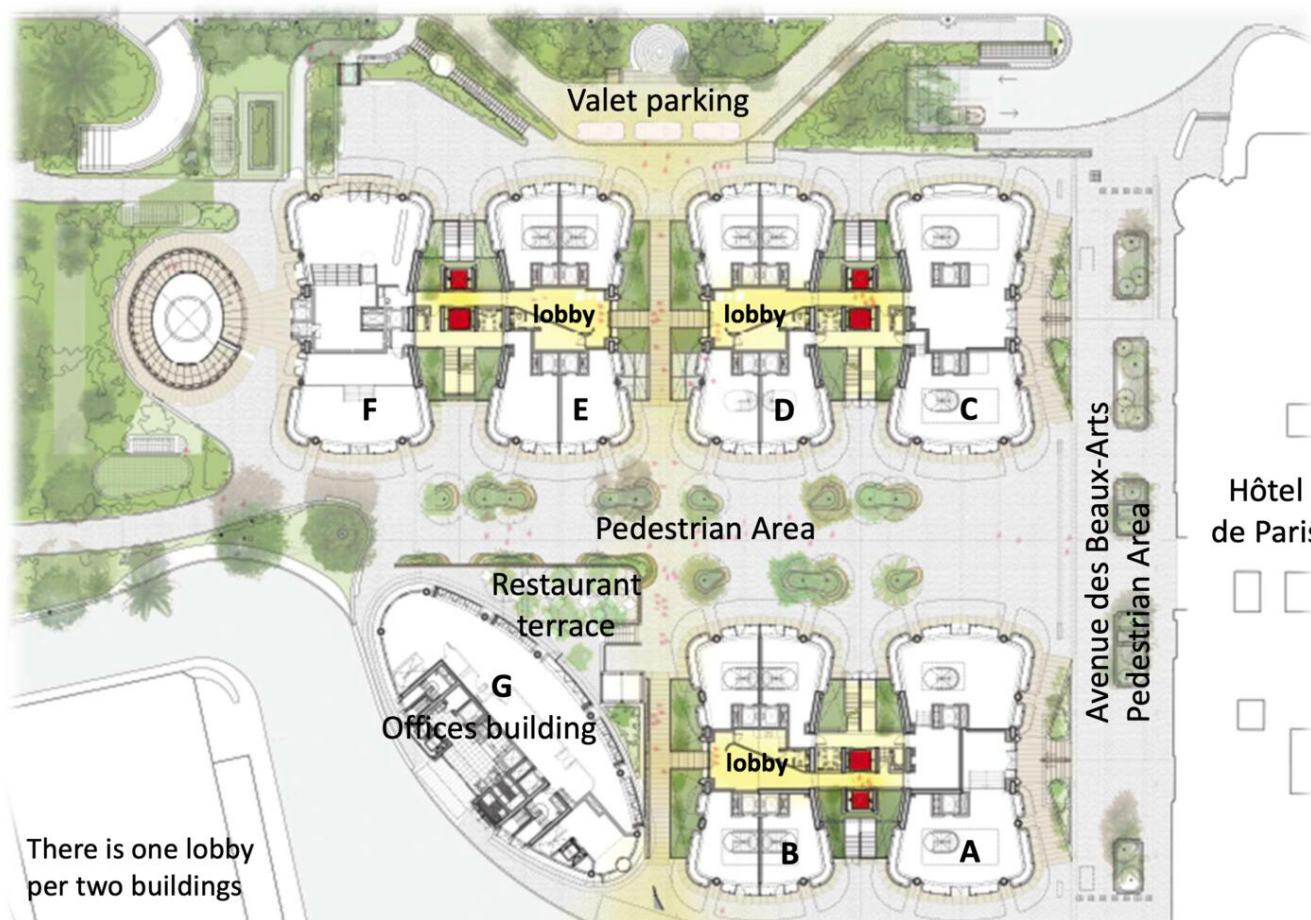 Valet parking
lobby
lobby
F
E
D
C
Avenue des Beaux-Arts
Pedestrian Area
Hôtel
de Paris
Pedestrian Area
Restaurant
terrace
G
Offices building
lobby
B
A
There is one lobby
per two buildings